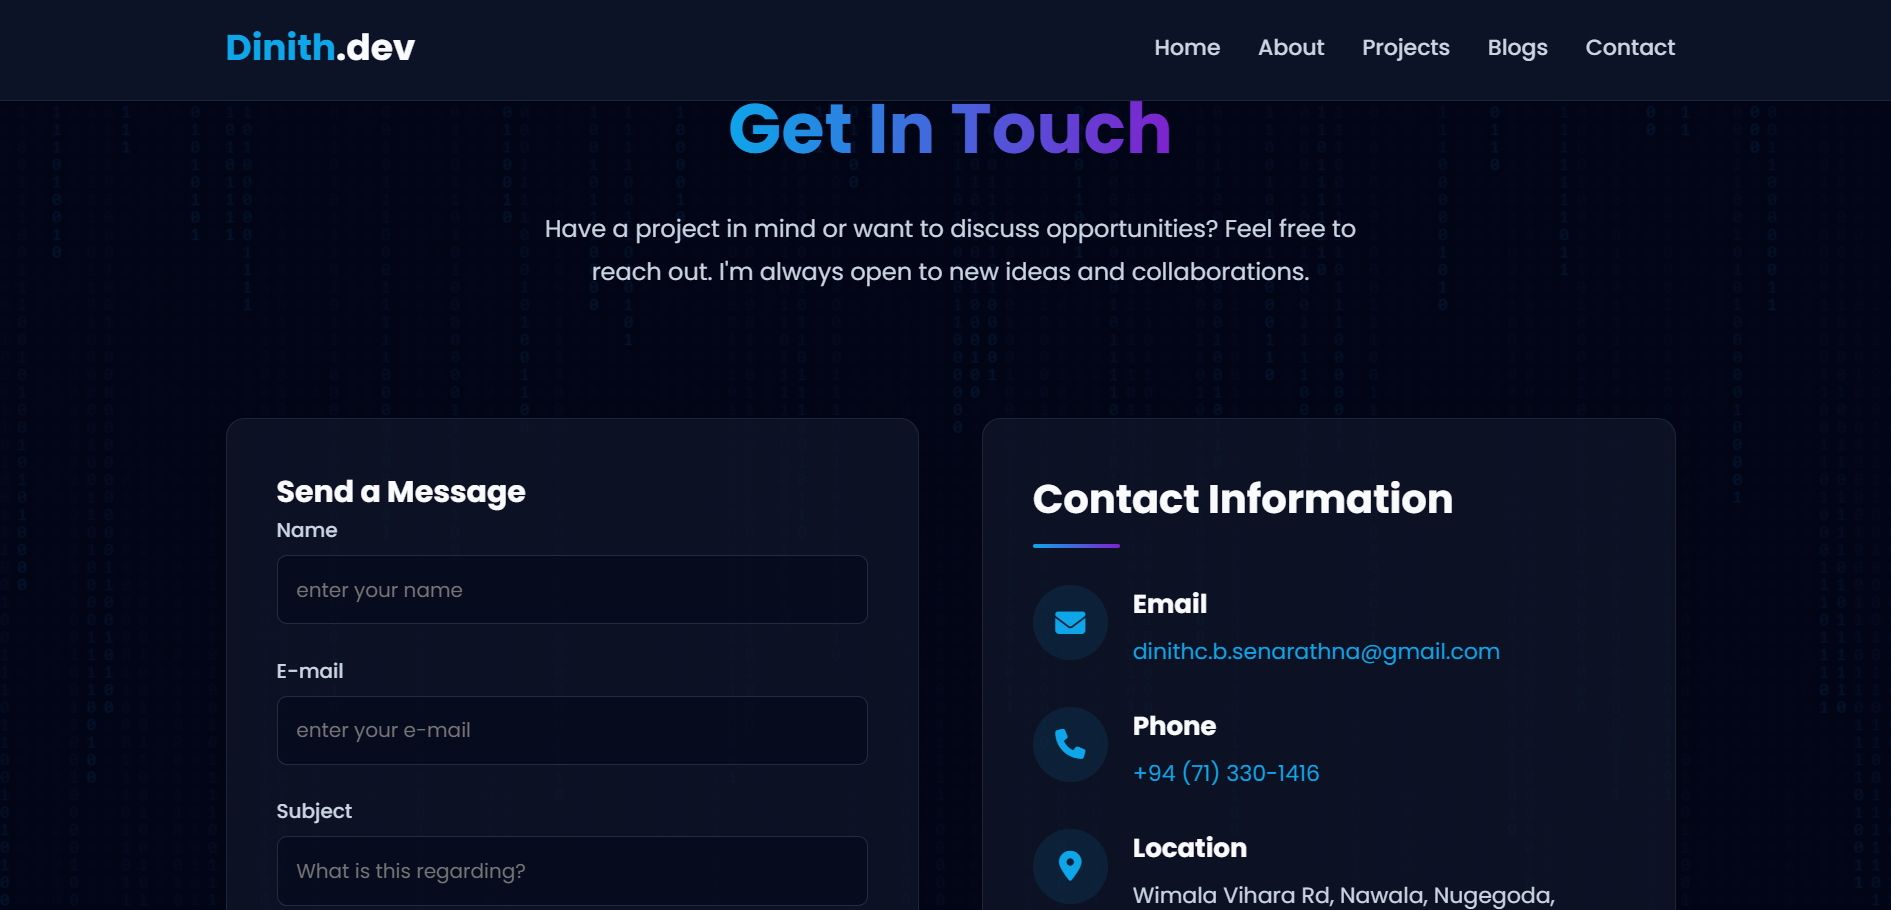 Dinith.dev
Home
About
Projects
Blogs
Contact
Get In Touch
Have a project in mind or want to discuss opportunities? Feel free to
reach out. I'm always open to new ideas and collaborations.
Send a Message
Name
enter your name
E-mail
enter your e-mail
Subject
What is this regarding?
Contact Information
Email
dinithc.b.senarathna@gmail.com
Phone
+94 (71) 330-1416
Location
Wimala Vihara Rd, Nawala, Nugegoda,